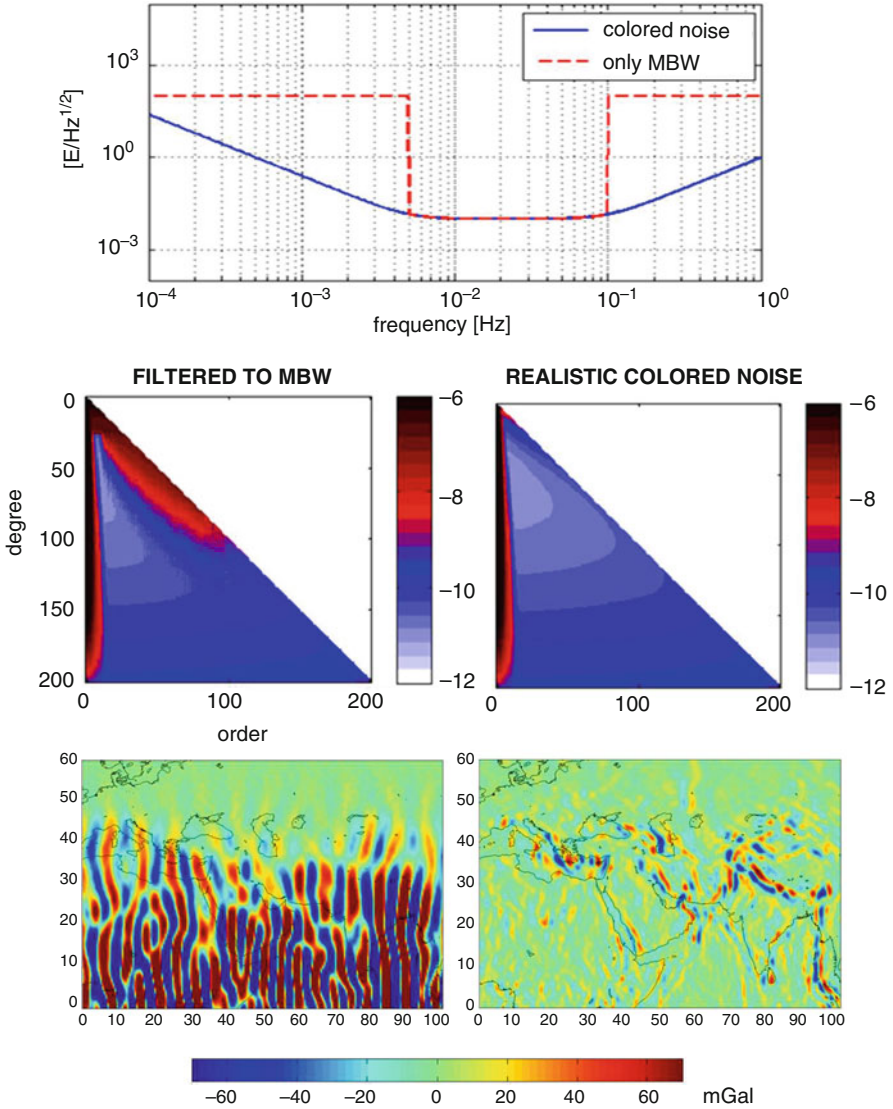 colored noise
only MBW
[E/Hz^1/2]
10^3
10^0
10^−3
10^−4 10^−3 10^−2 10^−1 10^0
frequency [Hz]
FILTERED TO MBW REALISTIC COLORED NOISE
degree
0
50
100
150
200
0 100 200
order
−6
−8
−10
−12
0 100 200
−6
−8
−10
−12
60
50
40
30
20
10
0
0 10 20 30 40 50 60 70 80 90 100
60
50
40
30
20
10
0
0 10 20 30 40 50 60 70 80 90 100
−60 −40 −20 0 20 40 60 mGal